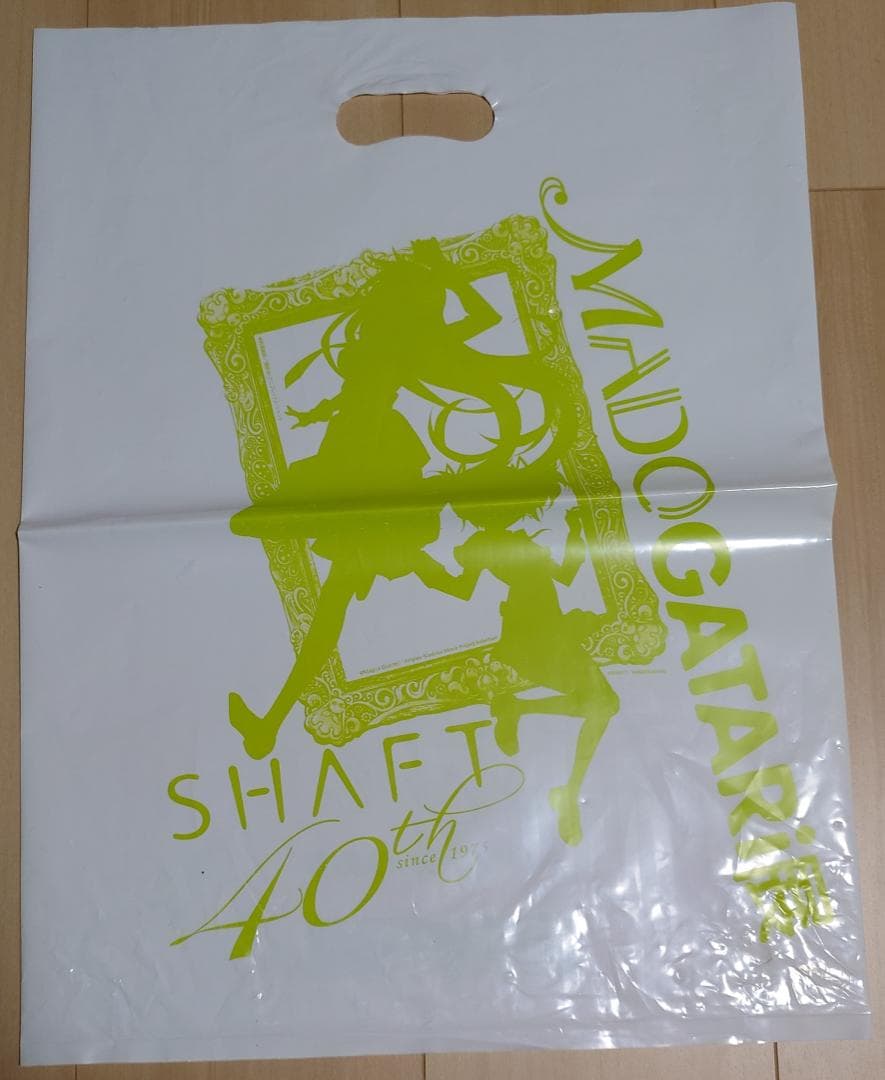 MADOGATARI展
SHAFT
40th
since 1975